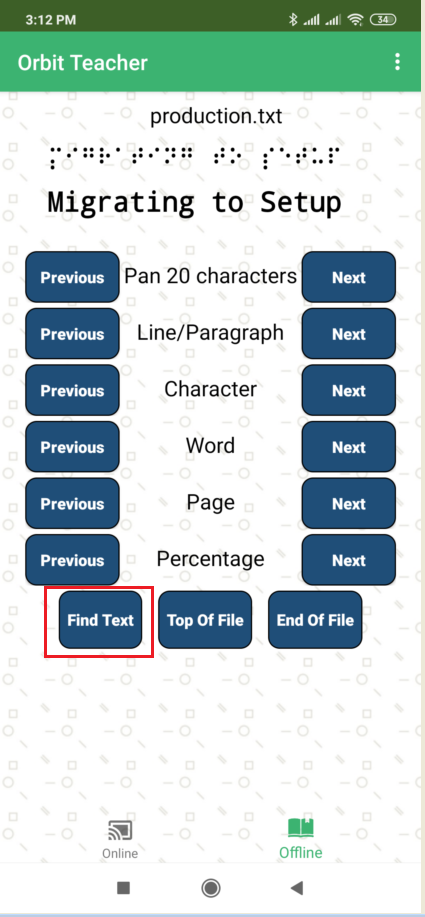 3:12 PM 34
Orbit Teacher
production.txt
⡍⠊⠛⠗⠁⠞⠊⠝⠛ ⠞⠕ ⡎⠑⠞⠥⠏
Migrating to Setup
Previous Pan 20 characters Next
Previous Line/Paragraph Next
Previous Character Next
Previous Word Next
Previous Page Next
Previous Percentage Next
Find Text Top Of File End Of File
Online Offline